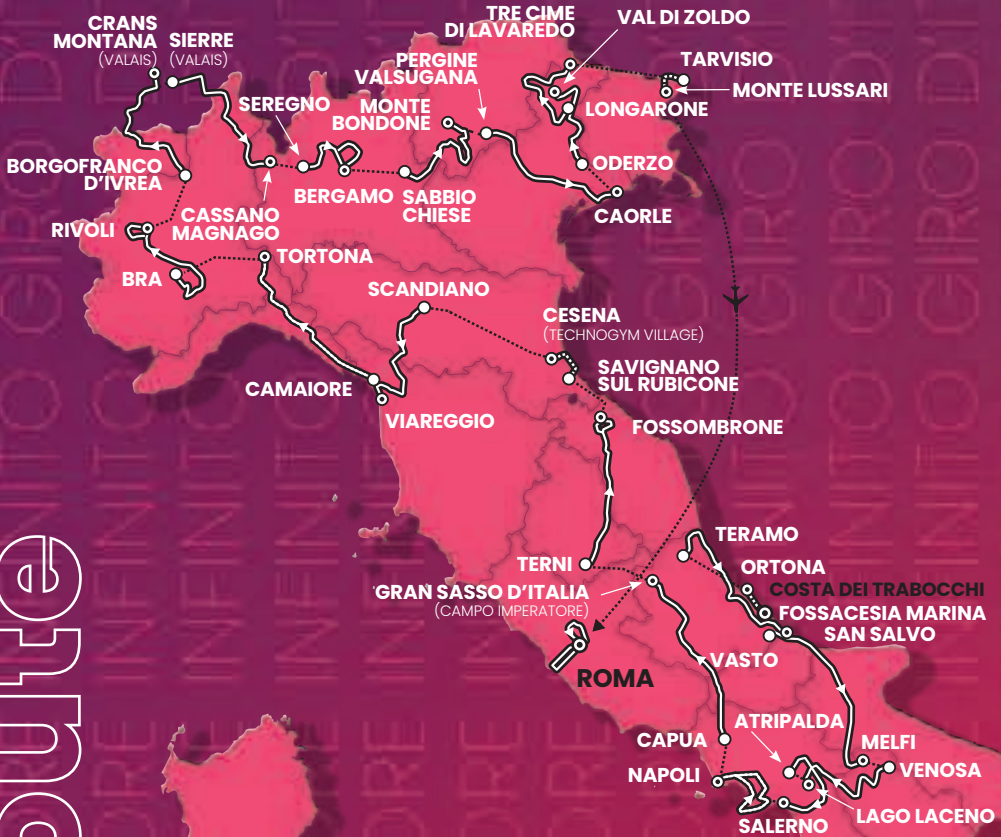 TRE CIME
DI LAVAREDO
VAL DI ZOLDO
CRANS
MONTANA
(VALAIS)
SIERRE
(VALAIS)
PERGINE
VALSUGANA
TARVISIO
MONTE LUSSARI
SEREGNO
MONTE
BONDONE
LONGARONE
BORGOFRANCO
D'IVREA
BERGAMO
SABBIO
CHIESE
ODERZO
CAORLE
CASSANO
MAGNAGO
RIVOLI
BRA
TORTONA
SCANDIANO
CESENA
(TECHNOGYM VILLAGE)
SAVIGNANO
SUL RUBICONE
CAMAIORE
VIAREGGIO
FOSSOMBRONE
TERNI
TERAMO
ORTONA
GRAN SASSO D'ITALIA
(CAMPO IMPERATORE)
COSTA DEI TRABOCCHI
FOSSACESIA MARINA
SAN SALVO
ROMA
VASTO
CAPUA
ATRIPALDA
MELFI
NAPOLI
VENOSA
LAGO LACENO
SALERNO